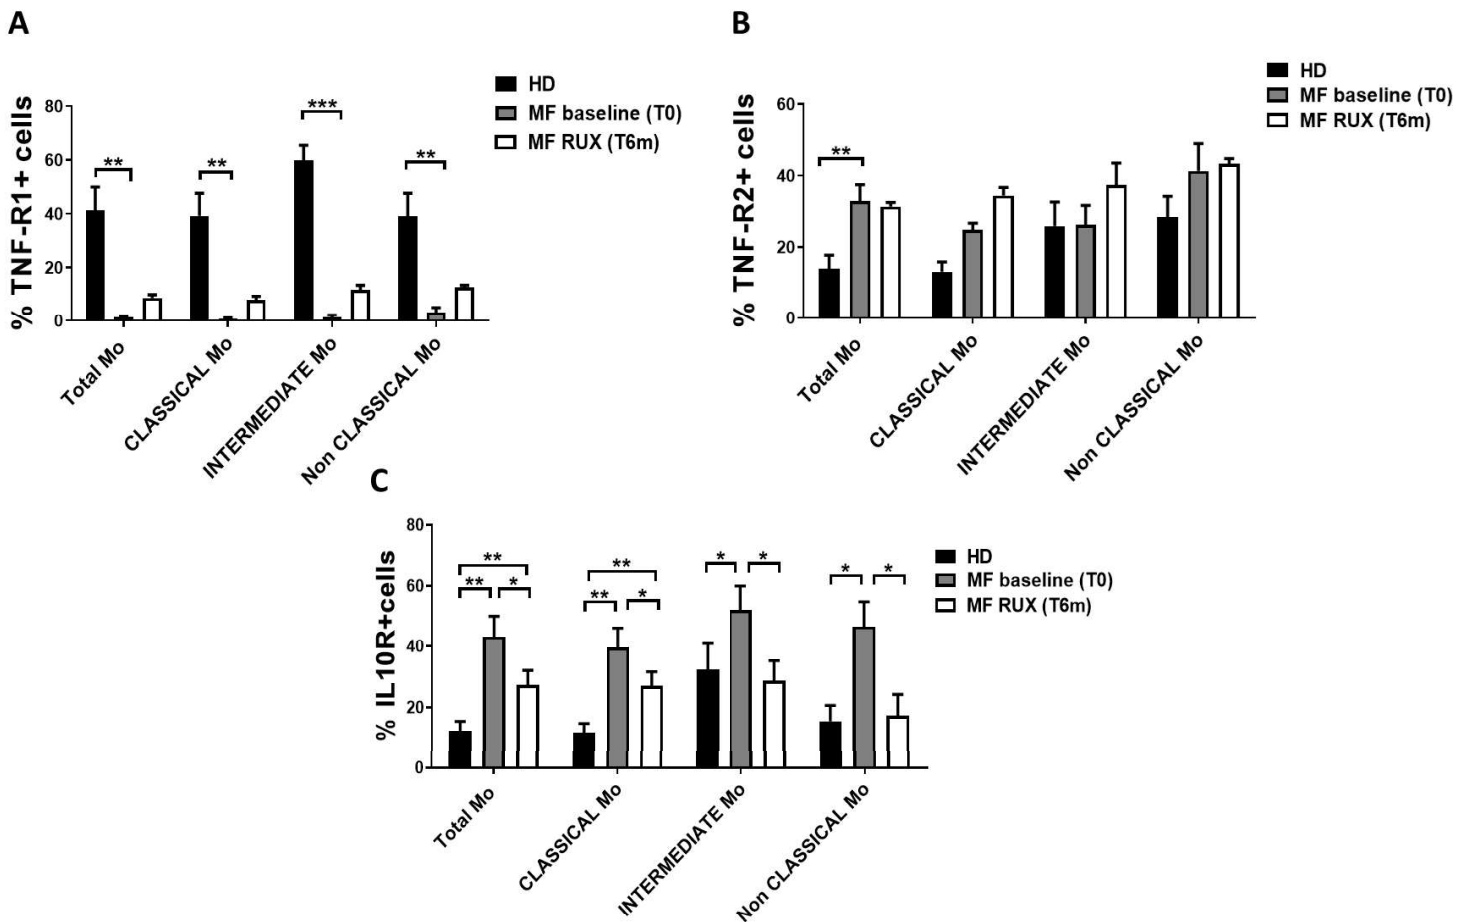 A
HD
MF baseline (T0)
MF RUX (T6m)
% TNF-R1+ cells
80
60
40
20
0
**
**
***
**
Total Mo
CLASSICAL Mo
INTERMEDIATE Mo
Non CLASSICAL Mo
B
HD
MF baseline (T0)
MF RUX (T6m)
% TNF-R2+ cells
60
40
20
0
**
Total Mo
CLASSICAL Mo
INTERMEDIATE Mo
Non CLASSICAL Mo
C
HD
MF baseline (T0)
MF RUX (T6m)
% IL10R+cells
80
60
40
20
0
**
** *
**
** *
* *
* *
Total Mo
CLASSICAL Mo
INTERMEDIATE Mo
Non CLASSICAL Mo